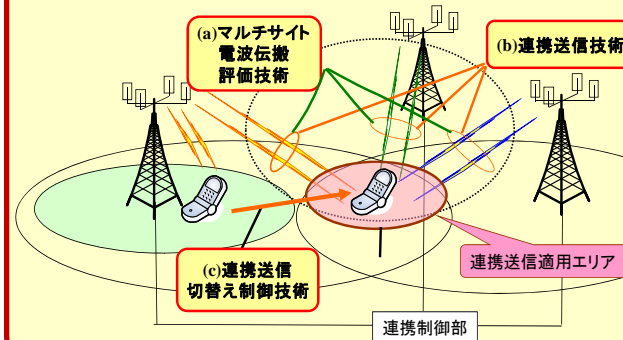 (a)マルチサイト
電波伝搬
評価技術
(b)連携送信技術
(c)連携送信
切替え制御技術
連携送信適用エリア
連携制御部